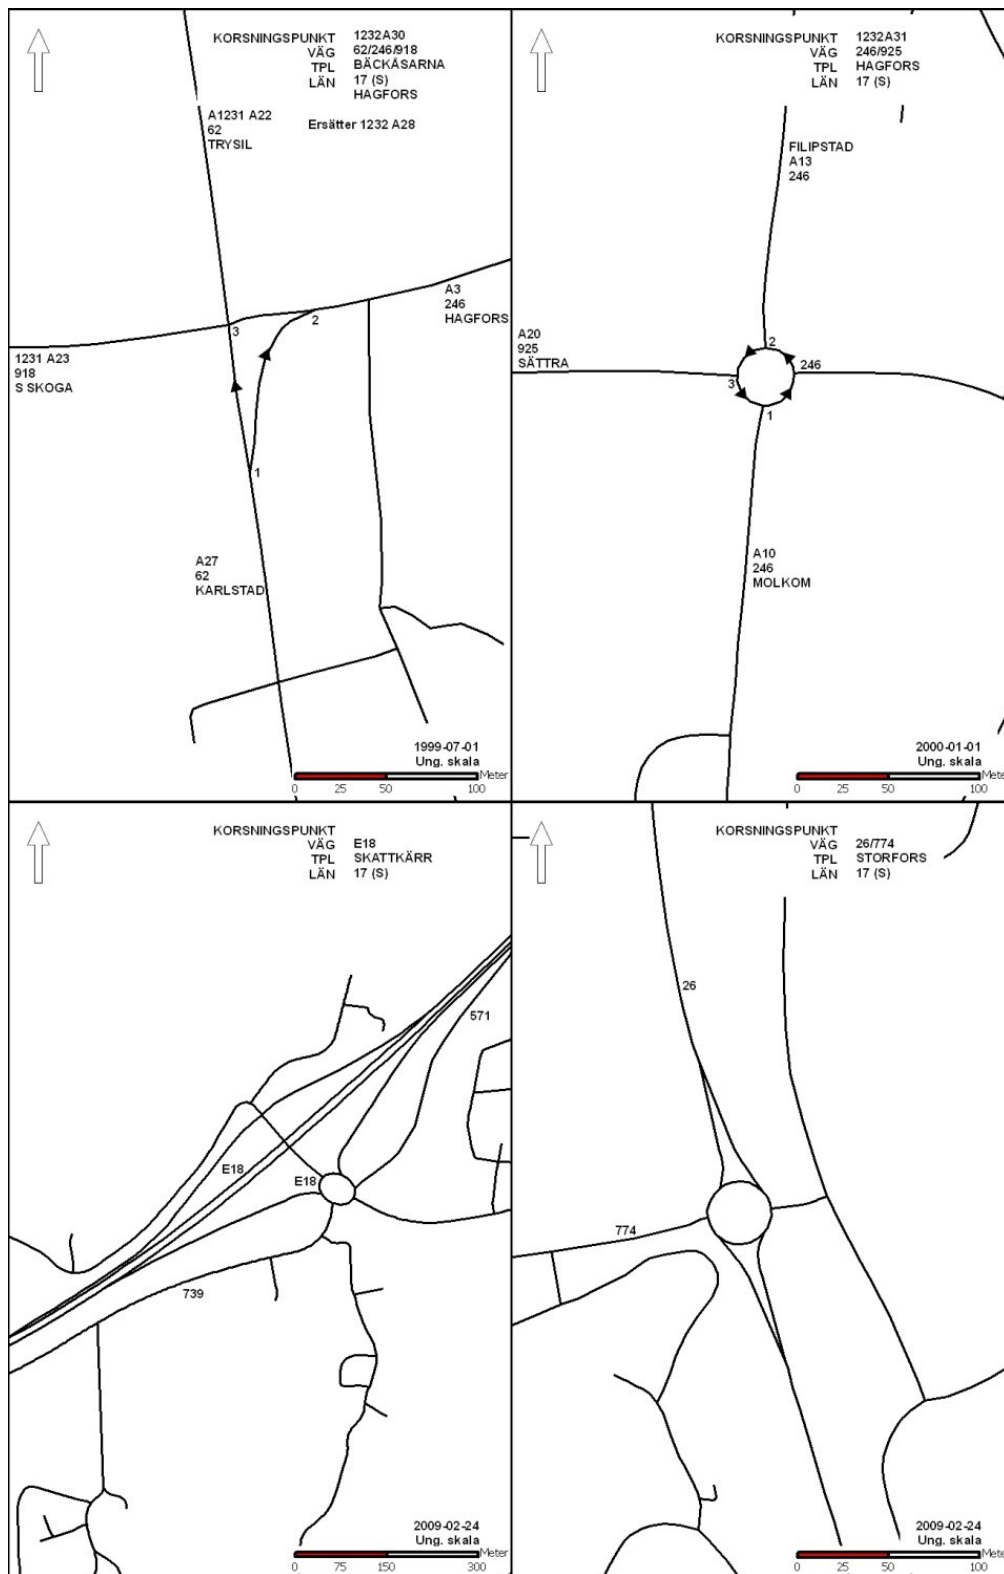 KORSNINGSPUNKT 1232A30
VÄG 62/246/918
TPL BÄCKÅSARNA
LÄN 17 (S)
HAGFORS
Ersätter 1232 A28
A1231 A22
62
TRYSIL
A3
246
HAGFORS
3
2
1231 A23
918
S SKOGA
1
A27
62
KARLSTAD
1999-07-01
Ung. skala
Meter
0 25 50 100
KORSNINGSPUNKT 1232A31
VÄG 246/925
TPL HAGFORS
LÄN 17 (S)
FILIPSTAD
A13
246
A20
925
SÄTTRA
2
246
3
1
A10
246
MOLKOM
2000-01-01
Ung. skala
Meter
0 25 50 100
KORSNINGSPUNKT
VÄG E18
TPL SKATTKÄRR
LÄN 17 (S)
571
E18
E18
739
2009-02-24
Ung. skala
Meter
0 75 150 300
KORSNINGSPUNKT
VÄG 26/774
TPL STORFORS
LÄN 17 (S)
26
774
2009-02-24
Ung. skala
Meter
0 25 50 100